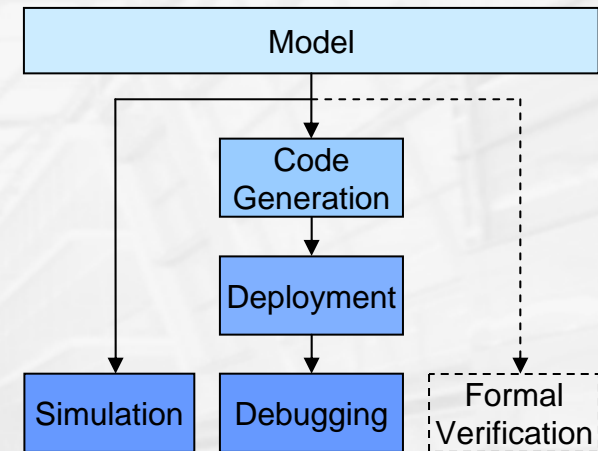 Model
Code
Generation
Deployment
Simulation
Debugging
Formal
Verification